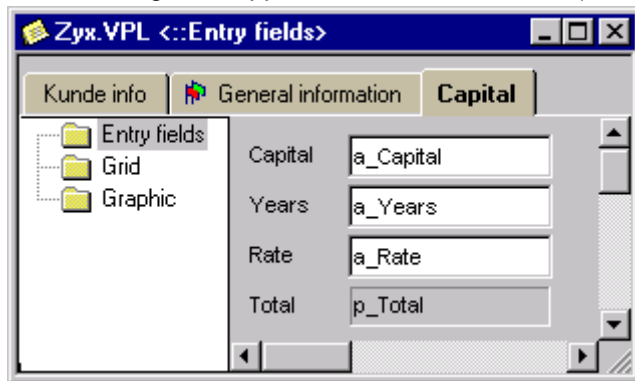 Zyx.VPL <::Entry fields>
Kunde info General information Capital
Entry fields
Grid
Graphic
Capital a_Capital
Years a_Years
Rate a_Rate
Total p_Total